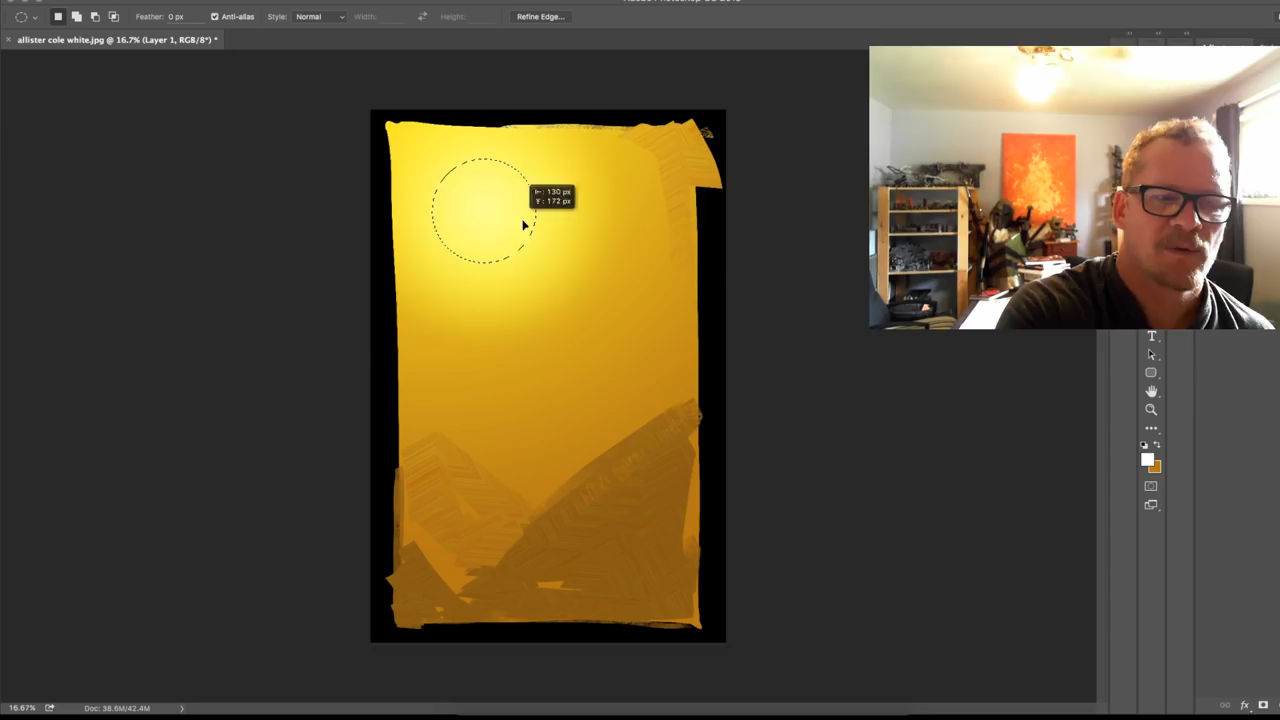 Feather: 0 px Anti-alias Style: Normal Width: Height: Refine Edge...
× allister cole white.jpg @ 16.7% (Layer 1, RGB/8*) *
: 130 px
: 172 px
T
16.67% Doc: 38.6M/42.4M
fx